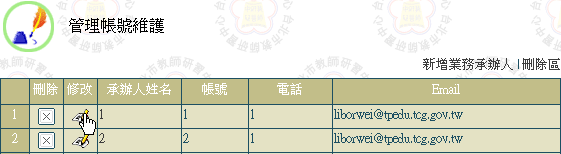 管理帳號維護
新增業務承辦人 |刪除區
刪除 修改 承辦人姓名 帳號 電話 Email
1 1 1 1 liborwei@tpedu.tcg.gov.tw
2 2 2 1 liborwei@tpedu.tcg.gov.tw